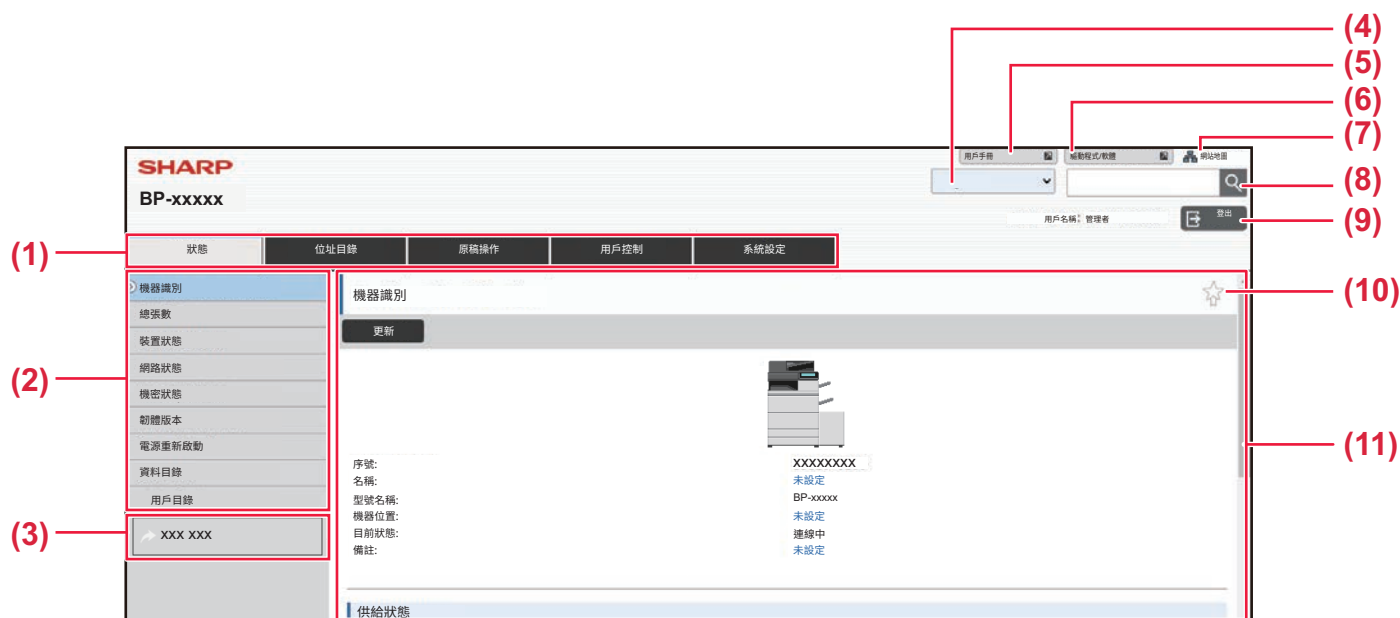 (4)
(5)
(6)
(7)
用戶手冊 驅動程式/軟體 網站地圖
SHARP
(8)
BP-xxxxx
用戶名稱: 管理者 登出
(9)
(1)
狀態 位址目錄 原稿操作 用戶控制 系統設定
機器識別
機器識別
(10)
總張數
更新
裝置狀態
網路狀態
(2)
機密狀態
韌體版本
電源重新啟動
(11)
資料目錄
序號: XXXXXXXX
名稱: 未設定
用戶目錄
型號名稱: BP-xxxxx
機器位置: 未設定
(3)
XXX XXX
目前狀態: 連線中
備註: 未設定
供給狀態